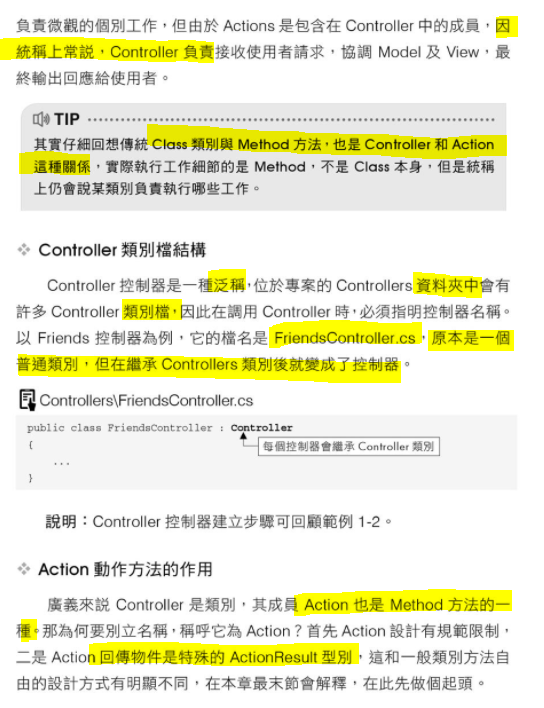 負責微觀的個別工作，但由於 Actions 是包含在 Controller 中的成員，因
統稱上常說，Controller 負責接收使用者請求，協調 Model 及 View，最
終輸出回應給使用者。
TIP
其實仔細回想傳統 Class 類別與 Method 方法，也是 Controller 和 Action
這種關係，實際執行工作細節的是 Method，不是 Class 本身，但是統稱
上仍會說某類別負責執行哪些工作。
Controller 類別檔結構
Controller 控制器是一種泛稱，位於專案的 Controllers 資料夾中會有
許多 Controller 類別檔，因此在調用 Controller 時，必須指明控制器名稱。
以 Friends 控制器為例，它的檔名是 FriendsController.cs，原本是一個
普通類別，但在繼承 Controllers 類別後就變成了控制器。
Controllers\FriendsController.cs
public class FriendsController : Controller
{
每個控制器會繼承 Controller 類別
...
}
說明：Controller 控制器建立步驟可回顧範例 1-2。
Action 動作方法的作用
廣義來說 Controller 是類別，其成員 Action 也是 Method 方法的一
種。那為何要別立名稱，稱呼它為 Action？首先 Action 設計有規範限制，
二是 Action 回傳物件是特殊的 ActionResult 型別，這和一般類別方法自
由的設計方式有明顯不同，在本章最末節會解釋，在此先做個起頭。